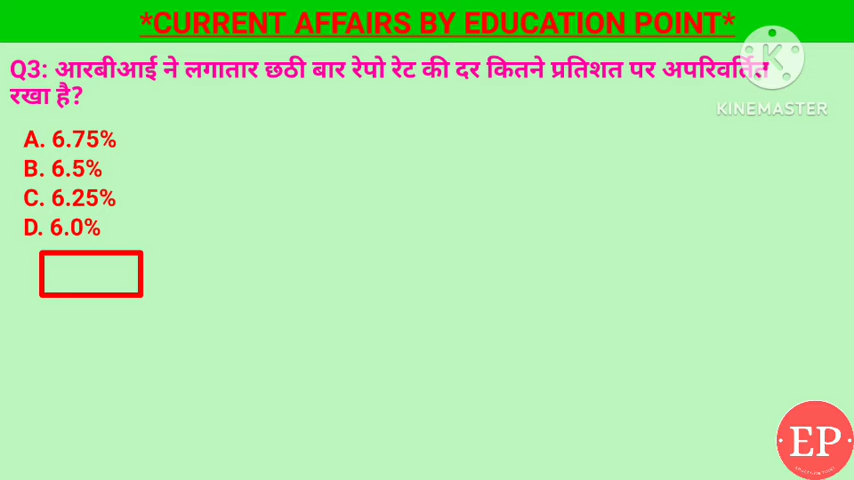 *CURRENT AFFAIRS BY EDUCATION POINT*
Q3: आरबीआई ने लगातार छठी बार रेपो रेट की दर कितने प्रतिशत पर अपरिवर्तित
रखा है?
K
KINEMASTER
A. 6.75%
B. 6.5%
C. 6.25%
D. 6.0%
EP